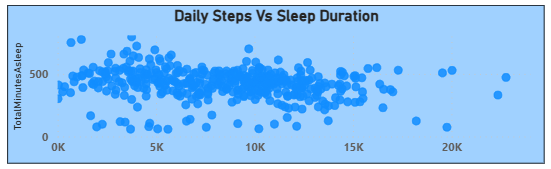 Daily Steps Vs Sleep Duration
TotalMinutesAsleep
500
0
0K 5K 10K 15K 20K